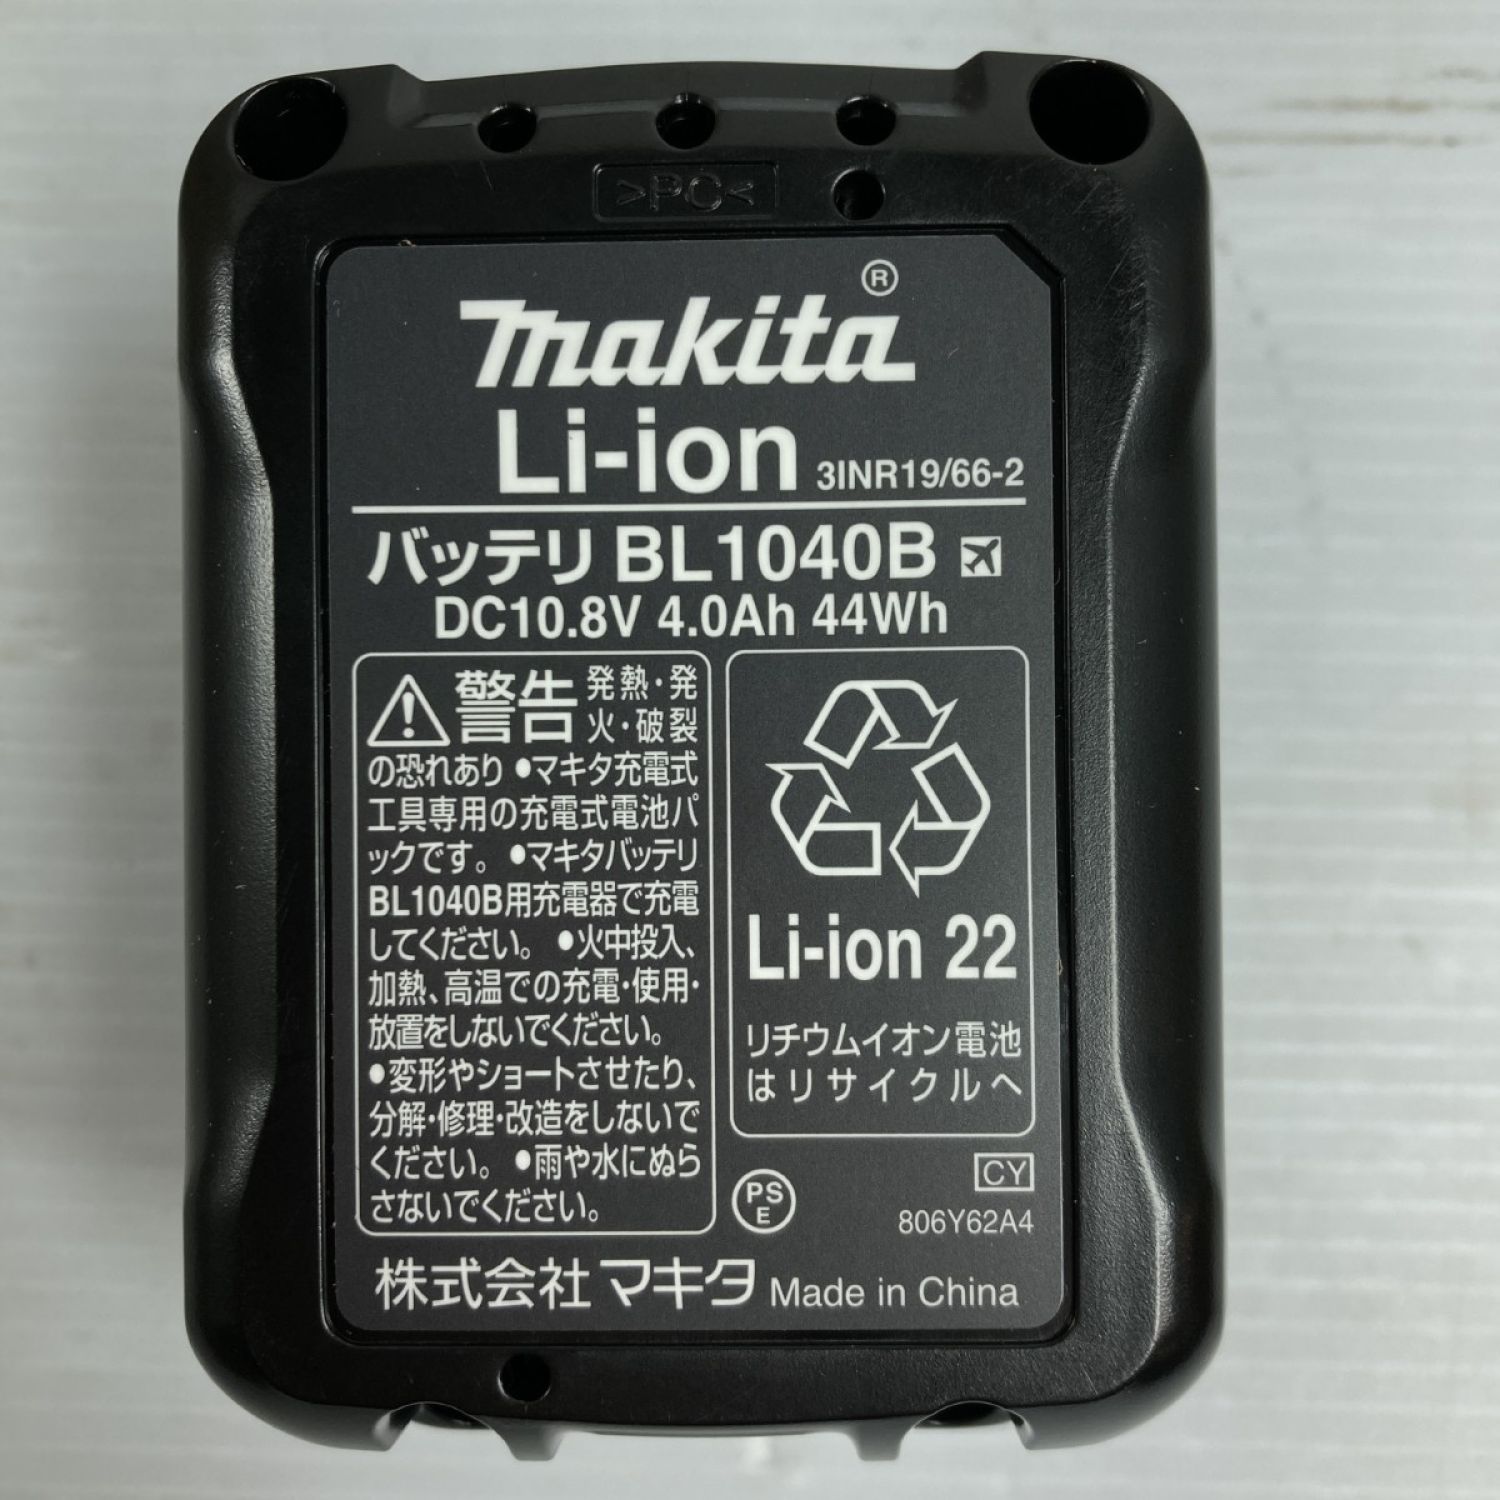 >PC<
makita®
Li-ion 3INR19/66-2
バッテリ BL1040B
DC10.8V 4.0Ah 44Wh
警告 発熱・発
火・破裂
の恐れあり ●マキタ充電式
工具専用の充電式電池パ
ックです。 ●マキタバッテリ
BL1040B用充電器で充電
してください。 ●火中投入、
加熱、高温での充電・使用・
放置をしないでください。
●変形やショートさせたり、
分解・修理・改造をしないで
ください。 ●雨や水にぬら
さないでください。
Li-ion 22
リチウムイオン電池
はリサイクルへ
PS
E
CY
806Y62A4
株式会社マキタ Made in China